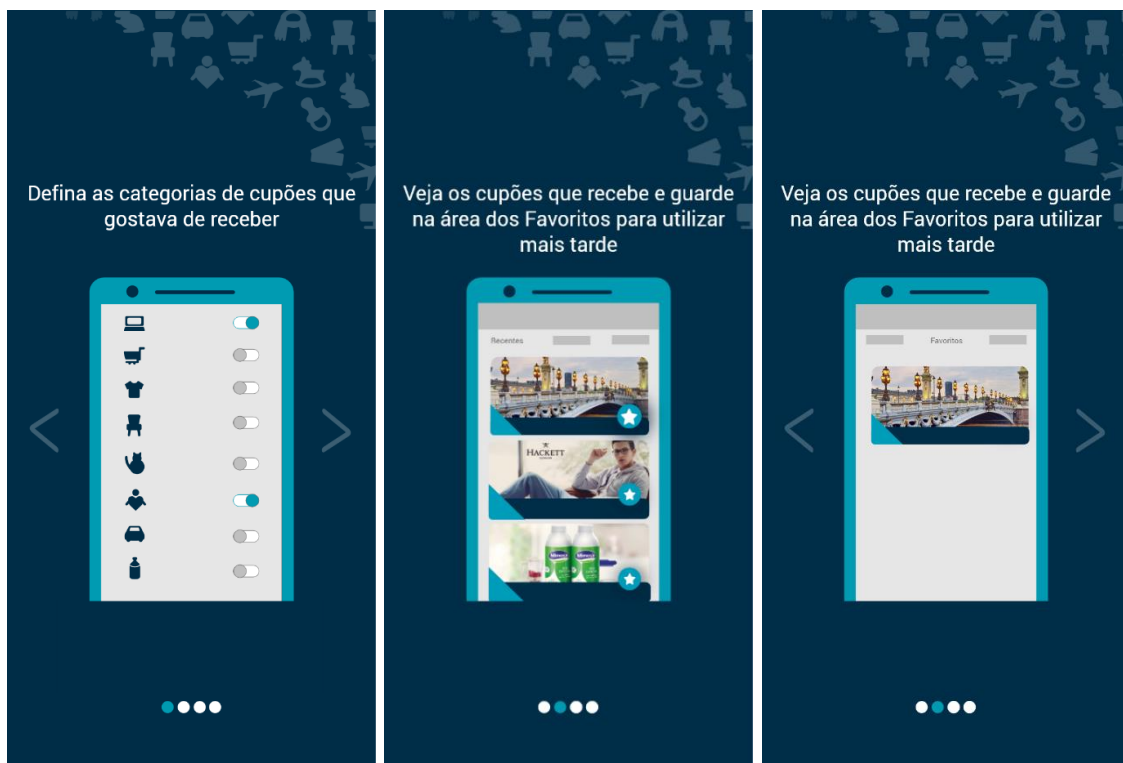 Defina as categorias de cupões que
gostava de receber
Veja os cupões que recebe e guarde
na área dos Favoritos para utilizar
mais tarde
Recentes
HACKETT
LONDON
Veja os cupões que recebe e guarde
na área dos Favoritos para utilizar
mais tarde
Favoritos